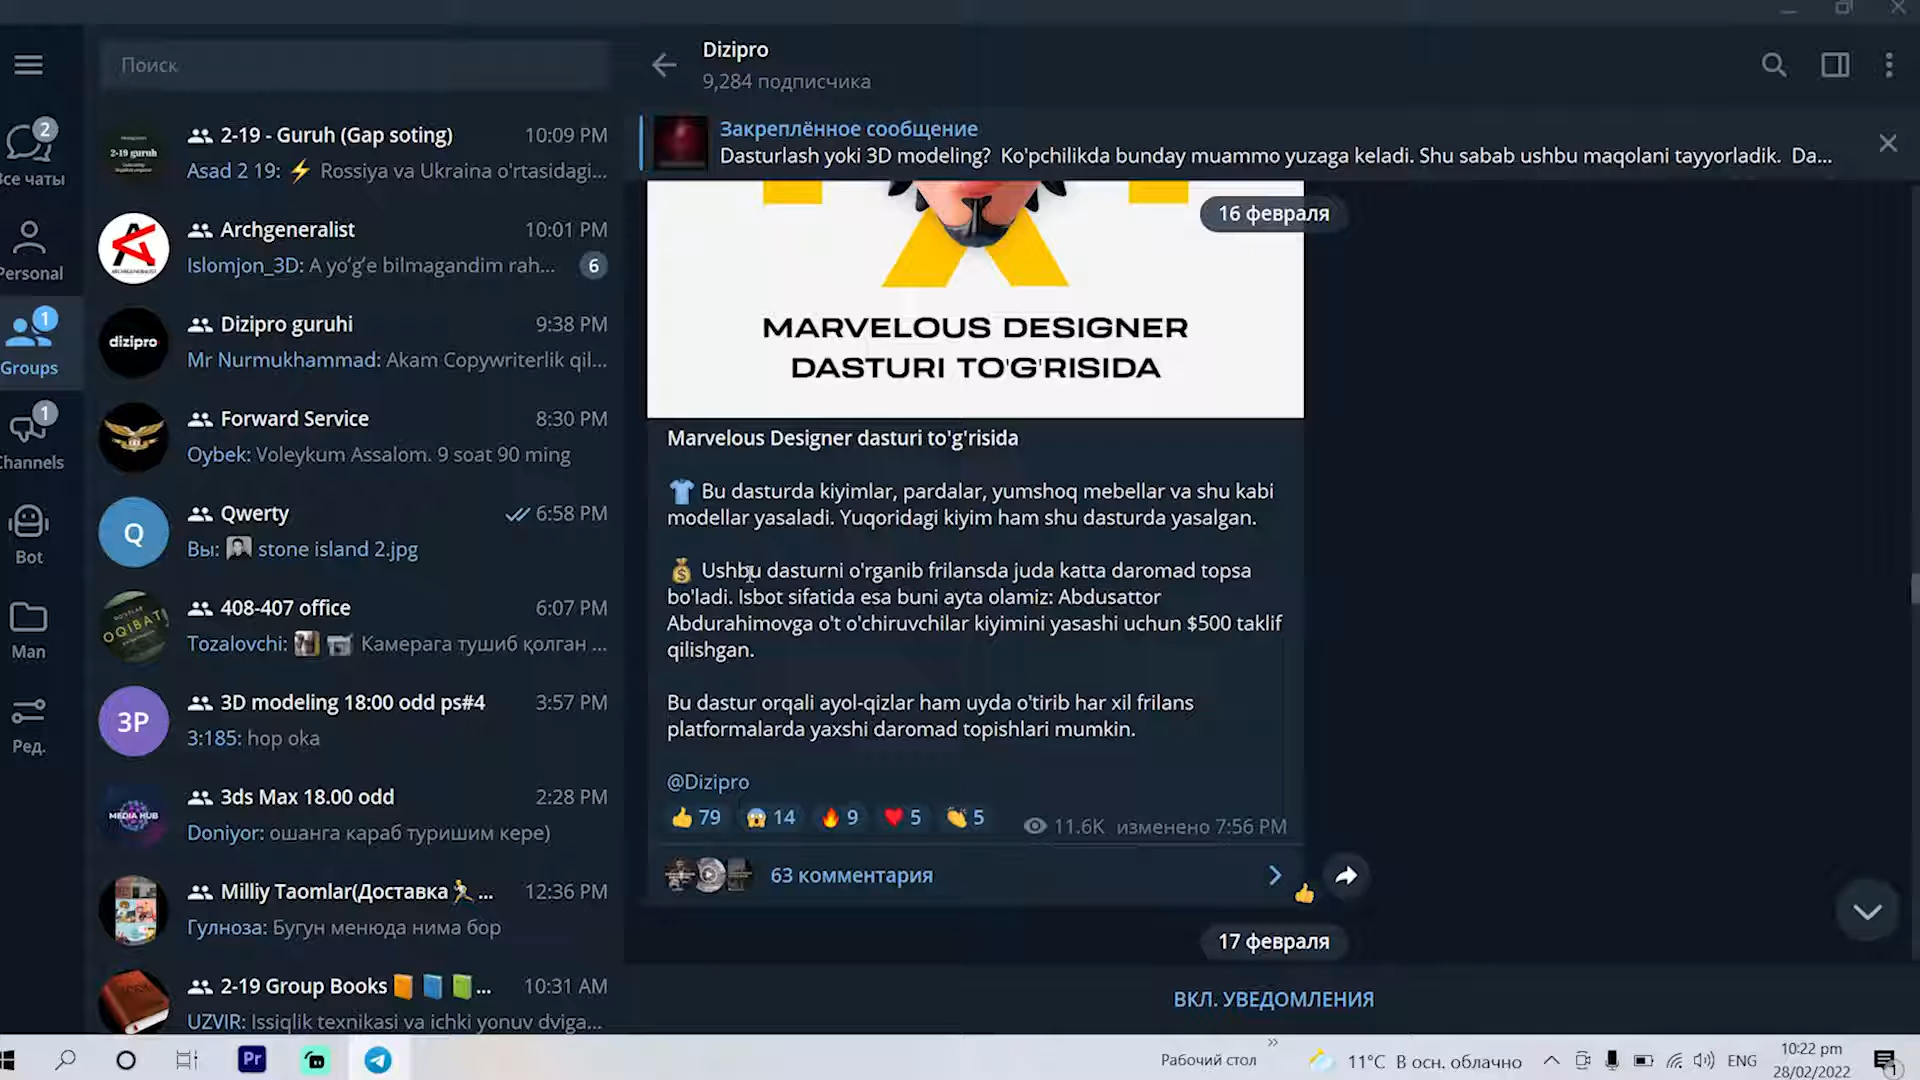 Поиск
2
Все чаты
Personal
1
Groups
1
Channels
Bot
Man
Ред.
2-19 guruh
2-19 - Guruh (Gap soting) 10:09 PM
Asad 2 19: ⚡ Rossiya va Ukraina o'rtasidagi...
Archgeneralist 10:01 PM
Islomjon_3D: A yo‘g‘e bilmagandim rah... 6
dizipro
Dizipro guruhi 9:38 PM
Mr Nurmukhammad: Akam Copywriterlik qil...
Forward Service 8:30 PM
Oybek: Voleykum Assalom. 9 soat 90 ming
Q
Qwerty 6:58 PM
Вы: stone island 2.jpg
OQIBATI
408-407 office 6:07 PM
Tozalovchi: Камерага тушиб қолган ...
3P
3D modeling 18:00 odd ps#4 3:57 PM
3:185: hop oka
MEDIA HUB
3ds Max 18.00 odd 2:28 PM
Doniyor: ошанга караб туришим кере)
Milliy Taomlar(Доставка🏃... 12:36 PM
Гулноза: Бугун менюда нима бор
2-19 Group Books 📙 📘 📗... 10:31 AM
UZVIR: Issiqlik texnikasi va ichki yonuv dviga...
Dizipro
9,284 подписчика
Закреплённое сообщение
Dasturlash yoki 3D modeling? Ko'pchilikda bunday muammo yuzaga keladi. Shu sabab ushbu maqolani tayyorladik. Da...
16 февраля
MARVELOUS DESIGNER
DASTURI TO'G'RISIDA
Marvelous Designer dasturi to'g'risida
👕 Bu dasturda kiyimlar, pardalar, yumshoq mebellar va shu kabi
modellar yasaladi. Yuqoridagi kiyim ham shu dasturda yasalgan.
💰 Ushbu dasturni o'rganib frilansda juda katta daromad topsa
bo'ladi. Isbot sifatida esa buni ayta olamiz: Abdusattor
Abdurahimovga o't o'chiruvchilar kiyimini yasashi uchun $500 taklif
qilishgan.
Bu dastur orqali ayol-qizlar ham uyda o'tirib har xil frilans
platformalarda yaxshi daromad topishlari mumkin.
@Dizipro
👍 79 😱 14 🔥 9 ❤ 5 👏 5 11.6K изменено 7:56 PM
63 комментария
17 февраля
ВКЛ. УВЕДОМЛЕНИЯ
Pr
Рабочий стол
11°C В осн. облачно
ENG
10:22 pm
28/02/2022
1